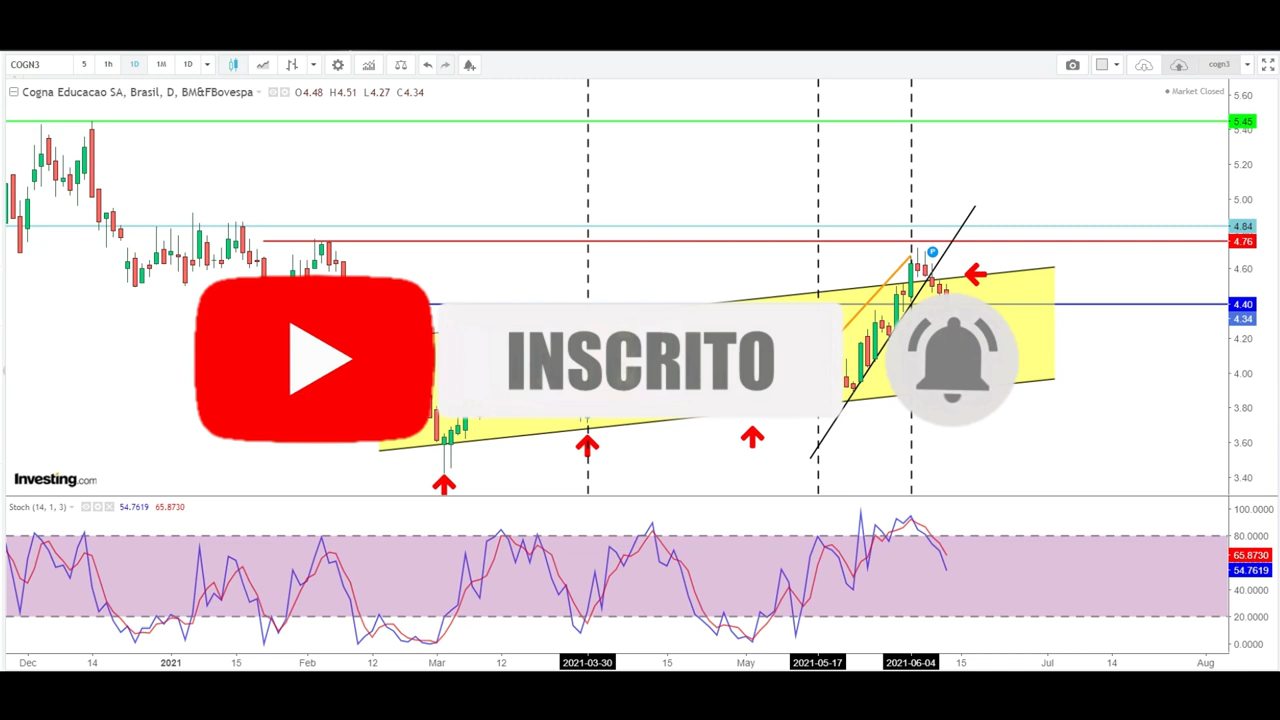 COGN3 5 1h 1D 1M 1D cogn3
Cogna Educacao SA, Brasil, D, BM&FBovespa O4.48 H4.51 L4.27 C4.34
Market Closed
5.60
5.45
5.40
5.20
5.00
4.84
4.76
4.60
4.40
4.34
4.00
3.80
3.60
3.40
P
INSCRITO
Investing.com
Stoch (14, 1, 3) 54.7619 65.8730
100.0000
80.0000
65.8730
54.7619
40.0000
20.0000
0.0000
Dec 14 2021 15 Feb 12 Mar 12 2021-03-30 15 May 2021-05-17 2021-06-04 15 Jul 14 Aug